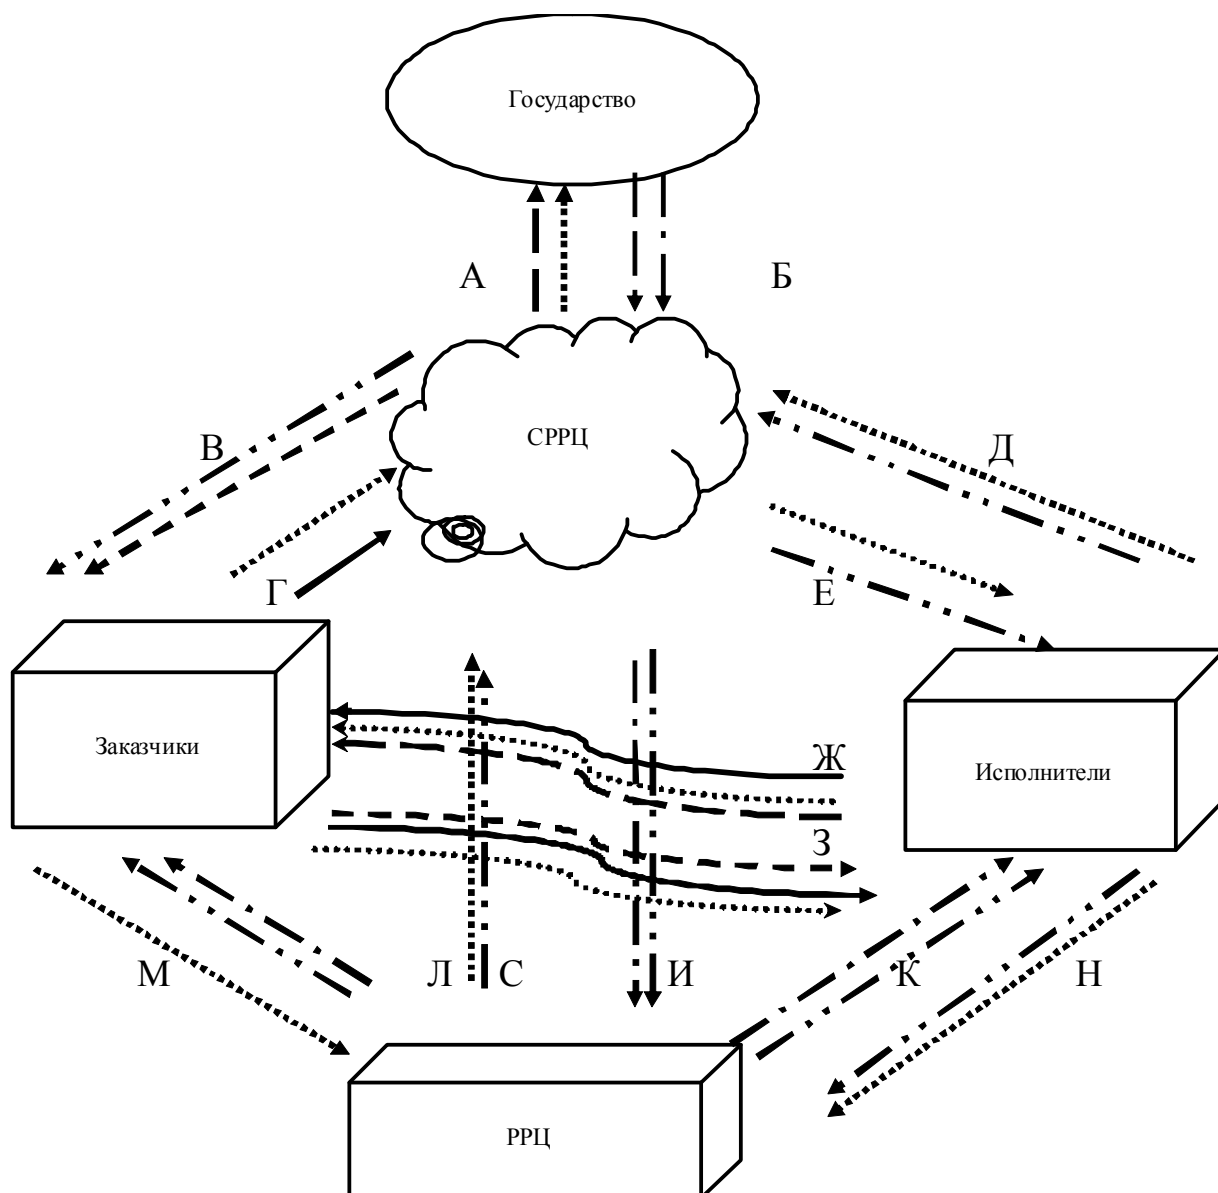 Государство
А
Б
СРРЦ
В
Д
Г
Е
Заказчики
Ж
Исполнители
З
М
Л
С
И
К
Н
РРЦ